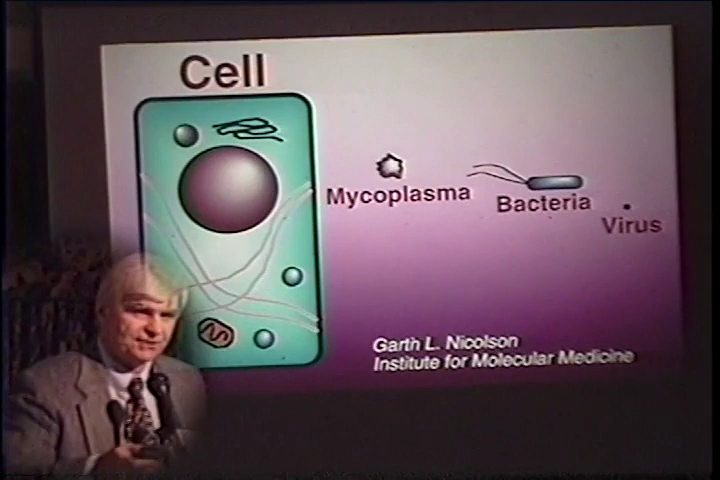 Cell
Mycoplasma
Bacteria
Virus
Garth L. Nicolson
Institute for Molecular Medicine